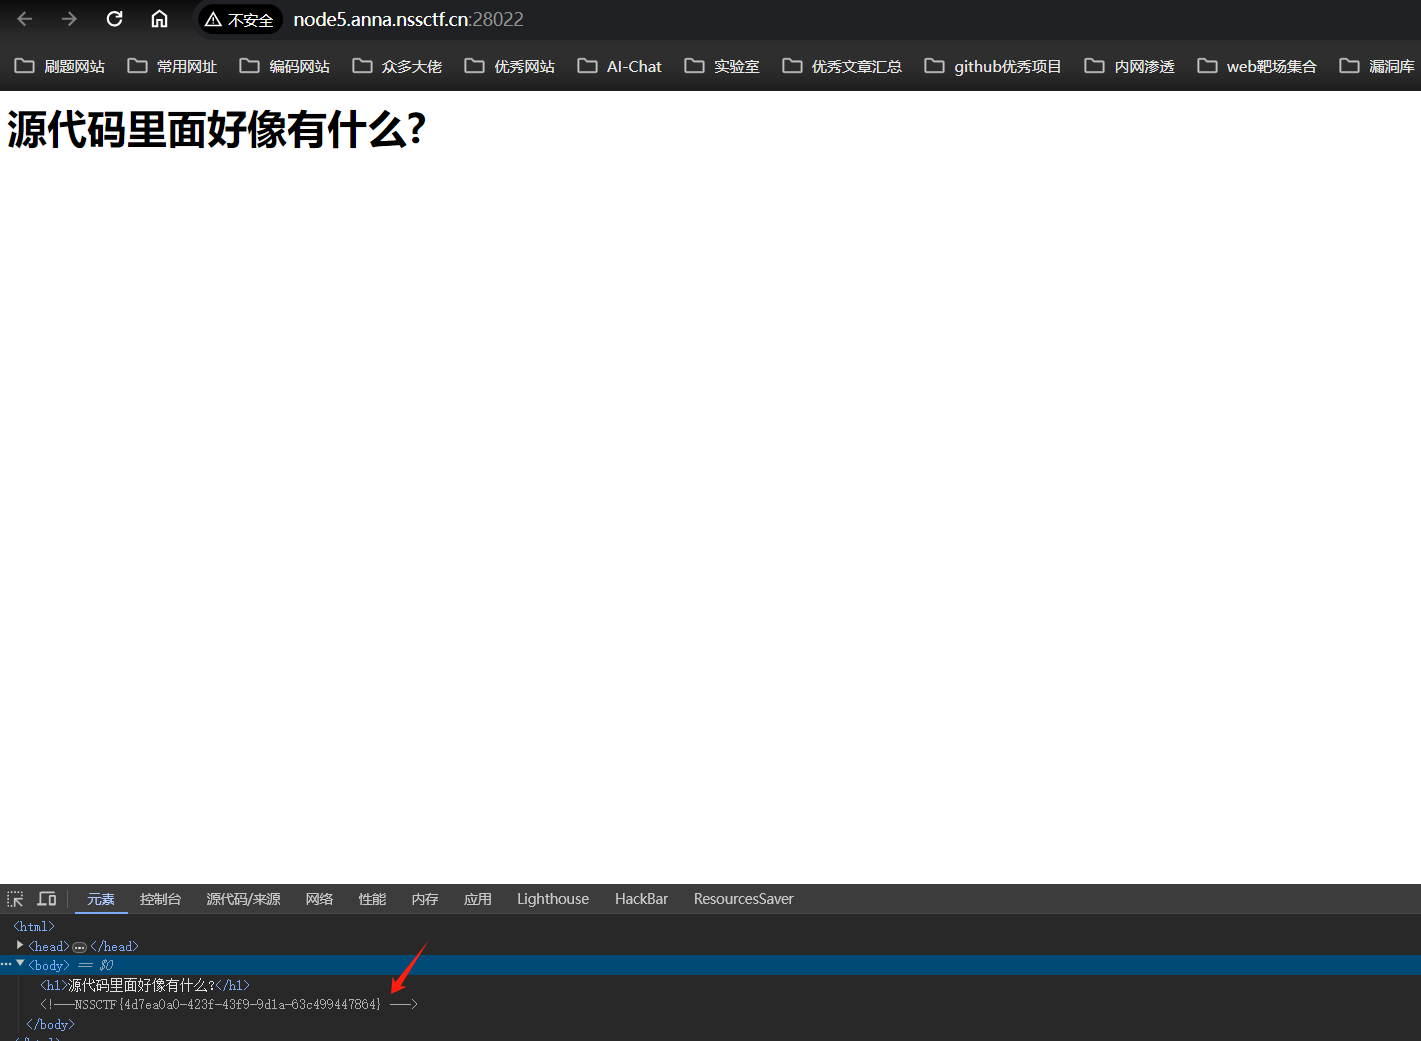 不安全 node5.anna.nssctf.cn:28022
刷题网站 常用网址 编码网站 众多大佬 优秀网站 AI-Chat 实验室 优秀文章汇总 github优秀项目 内网渗透 web靶场集合 漏洞库
源代码里面好像有什么?
元素 控制台 源代码/来源 网络 性能 内存 应用 Lighthouse HackBar ResourcesSaver
<html>
<head>…</head>
<body> == $0
<h1>源代码里面好像有什么?</h1>
<!---NSSCTF{4d7ea0a0-423f-43f9-9d1a-63c499447864} --->
</body>